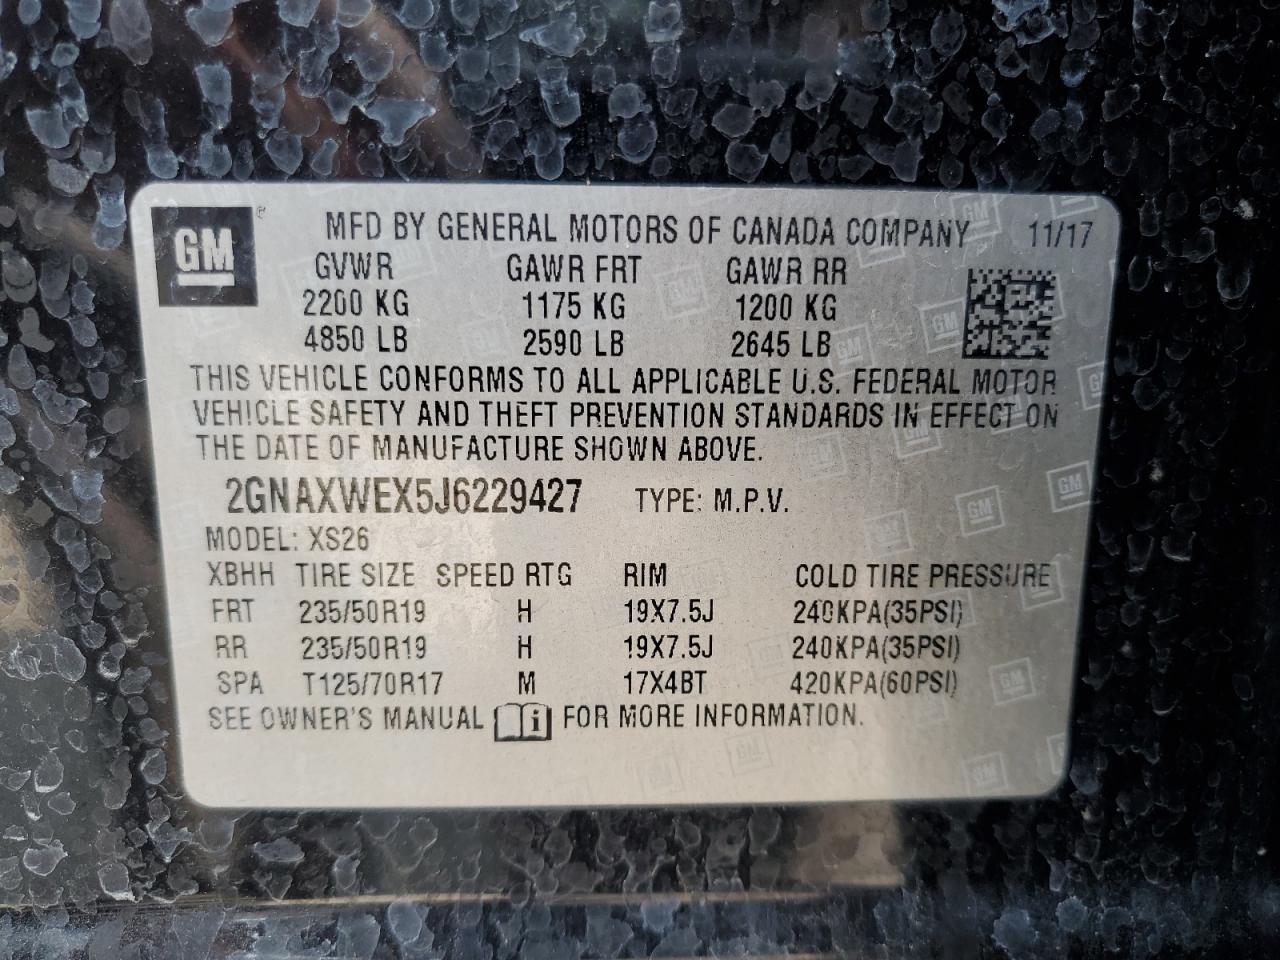 GM ® MFD BY GENERAL MOTORS OF CANADA COMPANY 11/17
GVWR GAWR FRT GAWR RR
2200 KG 1175 KG 1200 KG
4850 LB 2590 LB 2645 LB
THIS VEHICLE CONFORMS TO ALL APPLICABLE U.S. FEDERAL MOTOR
VEHICLE SAFETY AND THEFT PREVENTION STANDARDS IN EFFECT ON
THE DATE OF MANUFACTURE SHOWN ABOVE.
2GNAXWEX5J6229427 TYPE: M.P.V.
MODEL: XS26
XBHH TIRE SIZE SPEED RTG RIM COLD TIRE PRESSURE
FRT 235/50R19 H 19X7.5J 240KPA(35PSI)
RR 235/50R19 H 19X7.5J 240KPA(35PSI)
SPA T125/70R17 M 17X4BT 420KPA(60PSI)
SEE OWNER'S MANUAL i FOR MORE INFORMATION.